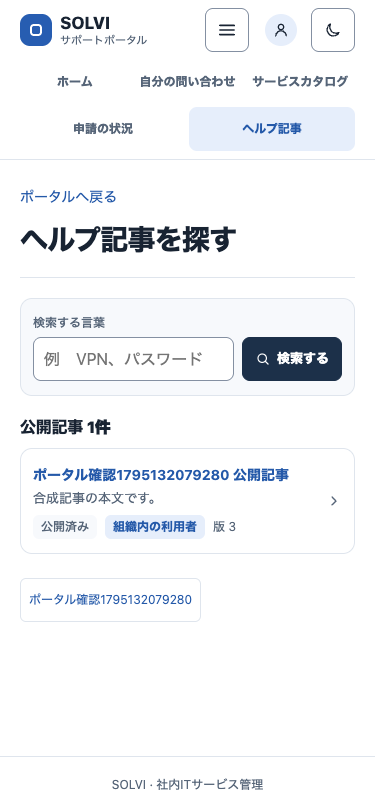 SOLVI
サポートポータル
ホーム 自分の問い合わせ サービスカタログ
申請の状況 ヘルプ記事
ポータルへ戻る
ヘルプ記事を探す
検索する言葉
例　VPN、パスワード 検索する
公開記事 1件
ポータル確認1795132079280 公開記事
合成記事の本文です。
公開済み 組織内の利用者 版 3
ポータル確認1795132079280
SOLVI · 社内ITサービス管理